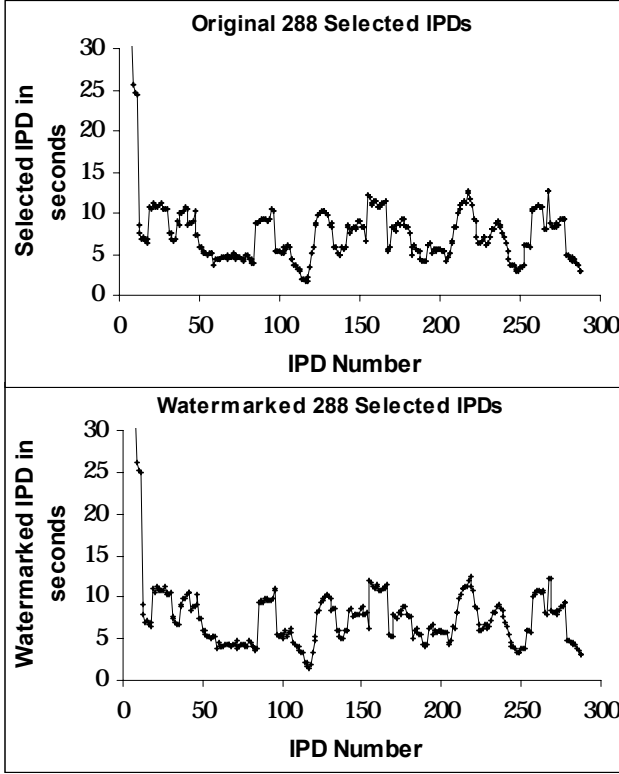 Original 288 Selected IPDs
Selected IPD in
seconds
30
25
20
15
10
5
0
0 50 100 150 200 250 300
IPD Number
Watermarked 288 Selected IPDs
Watermarked IPD in
seconds
30
25
20
15
10
5
0
0 50 100 150 200 250 300
IPD Number